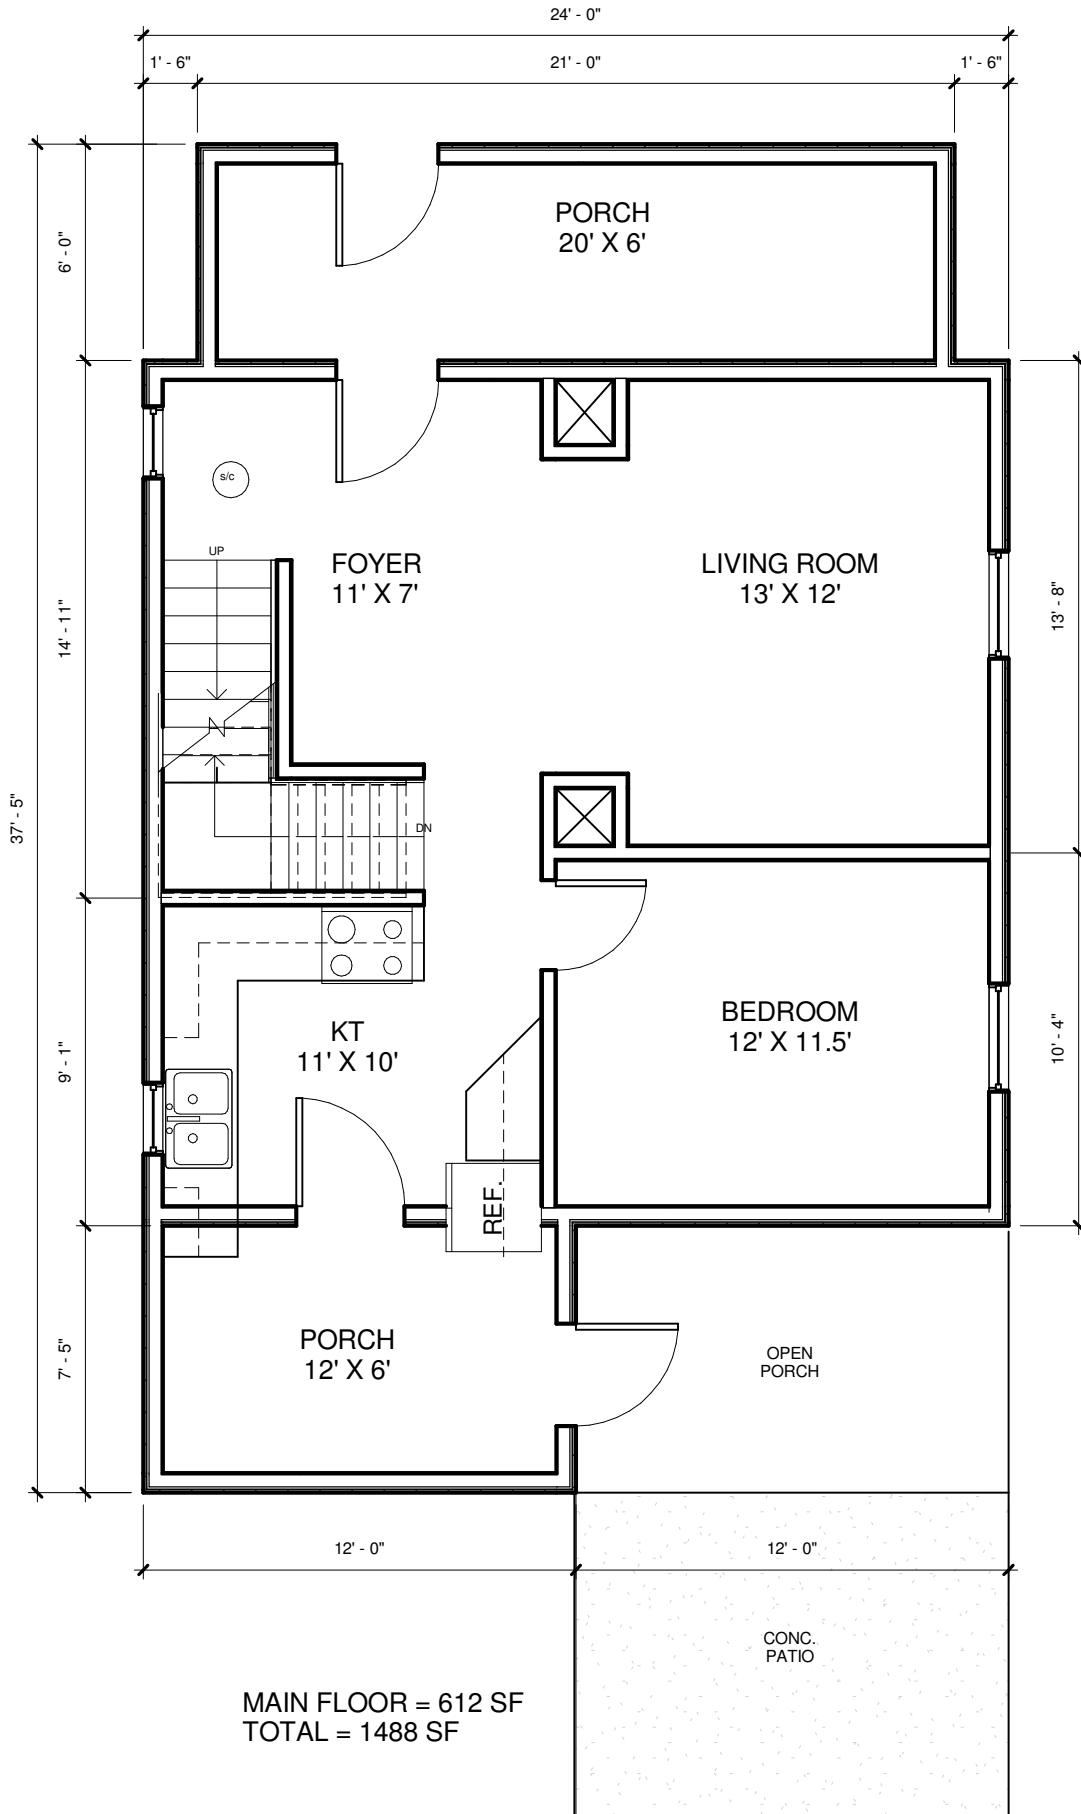 24' - 0"
1' - 6"
21' - 0"
1' - 6"
PORCH
20' X 6'
6' - 0"
s/c
UP
FOYER
11' X 7'
LIVING ROOM
13' X 12'
14' - 11"
13' - 8"
37' - 5"
DN
KT
11' X 10'
BEDROOM
12' X 11.5'
9' - 1"
10' - 4"
REF.
PORCH
12' X 6'
OPEN
PORCH
7' - 5"
12' - 0"
12' - 0"
CONC.
PATIO
MAIN FLOOR = 612 SF
TOTAL = 1488 SF